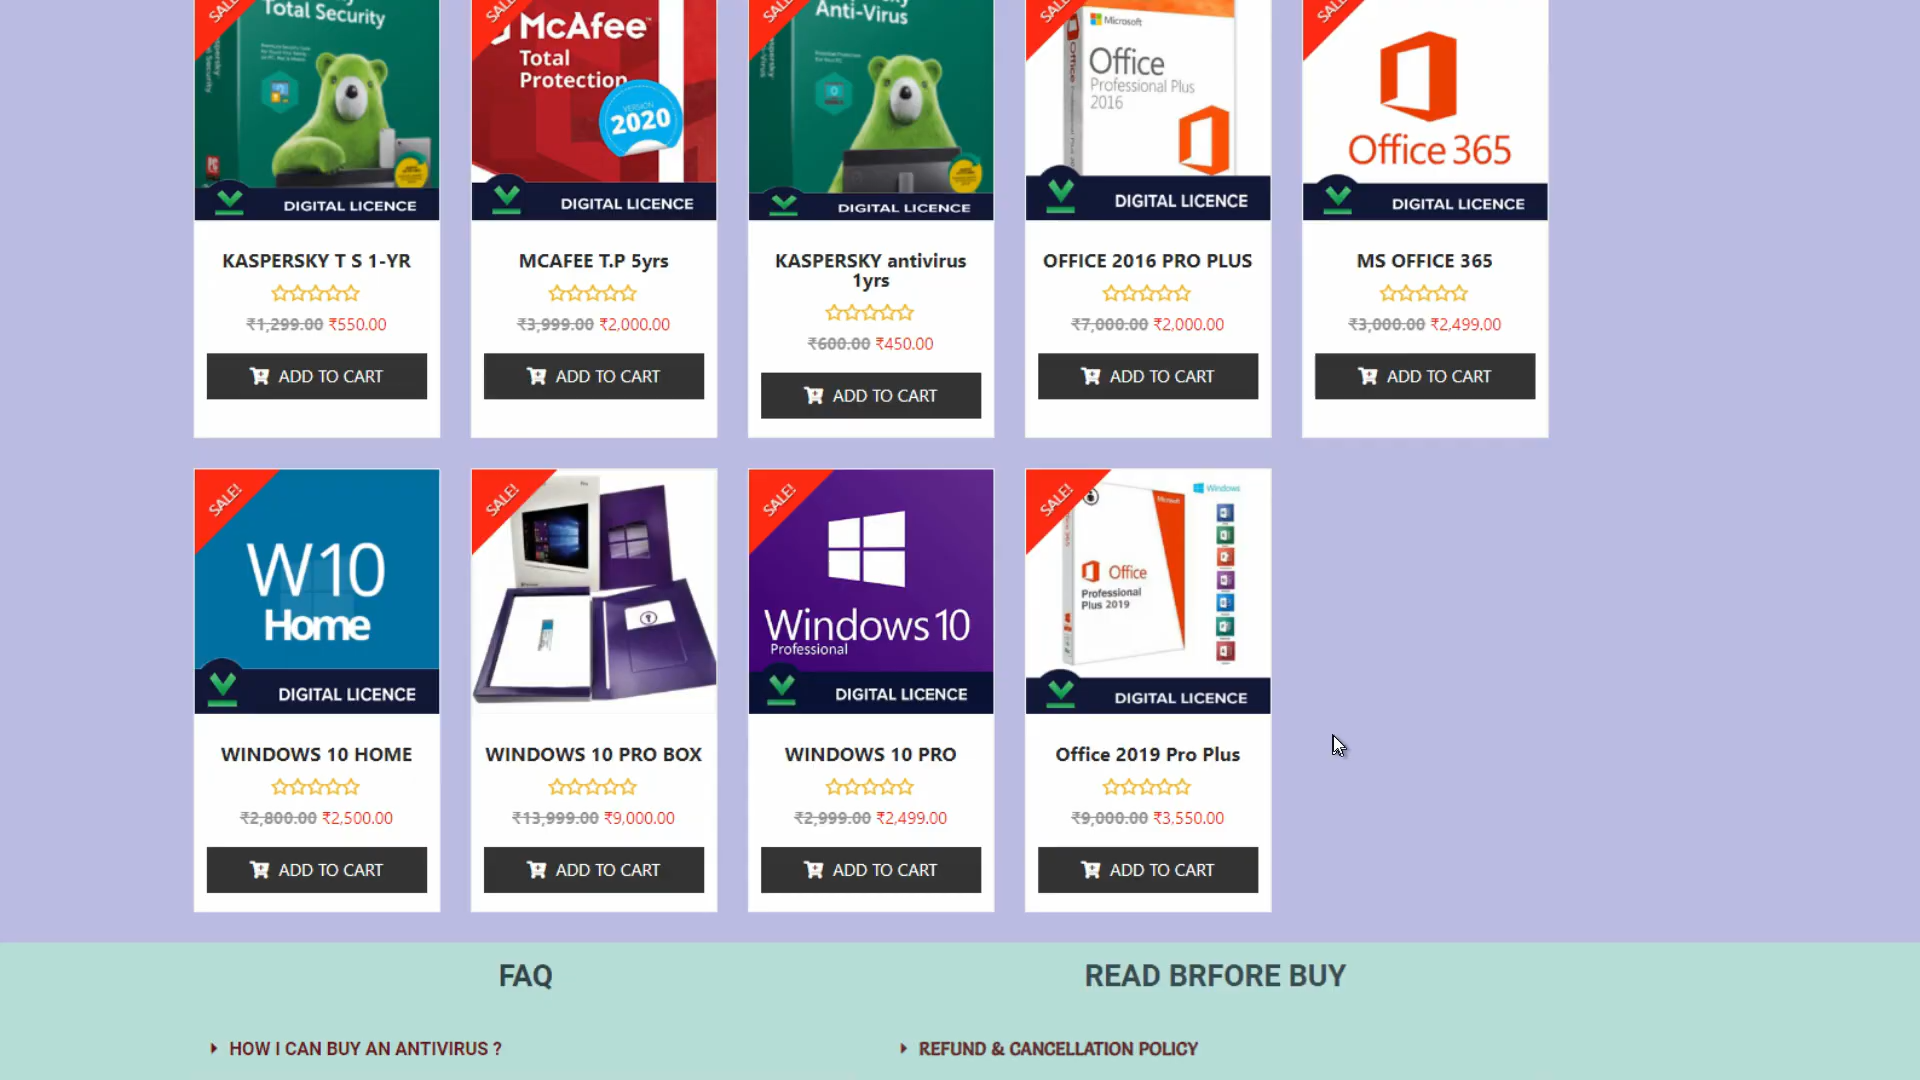 SALE!
Total Security
DIGITAL LICENCE
KASPERSKY T S 1-YR
₹1,299.00 ₹550.00
ADD TO CART
SALE!
McAfee
Total
Protection
VERSION
2020
DIGITAL LICENCE
MCAFEE T.P 5yrs
₹3,999.00 ₹2,000.00
ADD TO CART
SALE!
Anti-Virus
DIGITAL LICENCE
KASPERSKY antivirus
1yrs
₹600.00 ₹450.00
ADD TO CART
SALE!
Microsoft
Office
Professional Plus
2016
DIGITAL LICENCE
OFFICE 2016 PRO PLUS
₹7,000.00 ₹2,000.00
ADD TO CART
SALE!
Office 365
DIGITAL LICENCE
MS OFFICE 365
₹3,000.00 ₹2,499.00
ADD TO CART
SALE!
W10
Home
DIGITAL LICENCE
WINDOWS 10 HOME
₹2,800.00 ₹2,500.00
ADD TO CART
SALE!
WINDOWS 10 PRO BOX
₹13,999.00 ₹9,000.00
ADD TO CART
SALE!
Windows 10
Professional
DIGITAL LICENCE
WINDOWS 10 PRO
₹2,999.00 ₹2,499.00
ADD TO CART
SALE!
Windows
Microsoft
Office
Professional
Plus 2019
DIGITAL LICENCE
Office 2019 Pro Plus
₹9,000.00 ₹3,550.00
ADD TO CART
FAQ
HOW I CAN BUY AN ANTIVIRUS ?
READ BRFORE BUY
REFUND & CANCELLATION POLICY